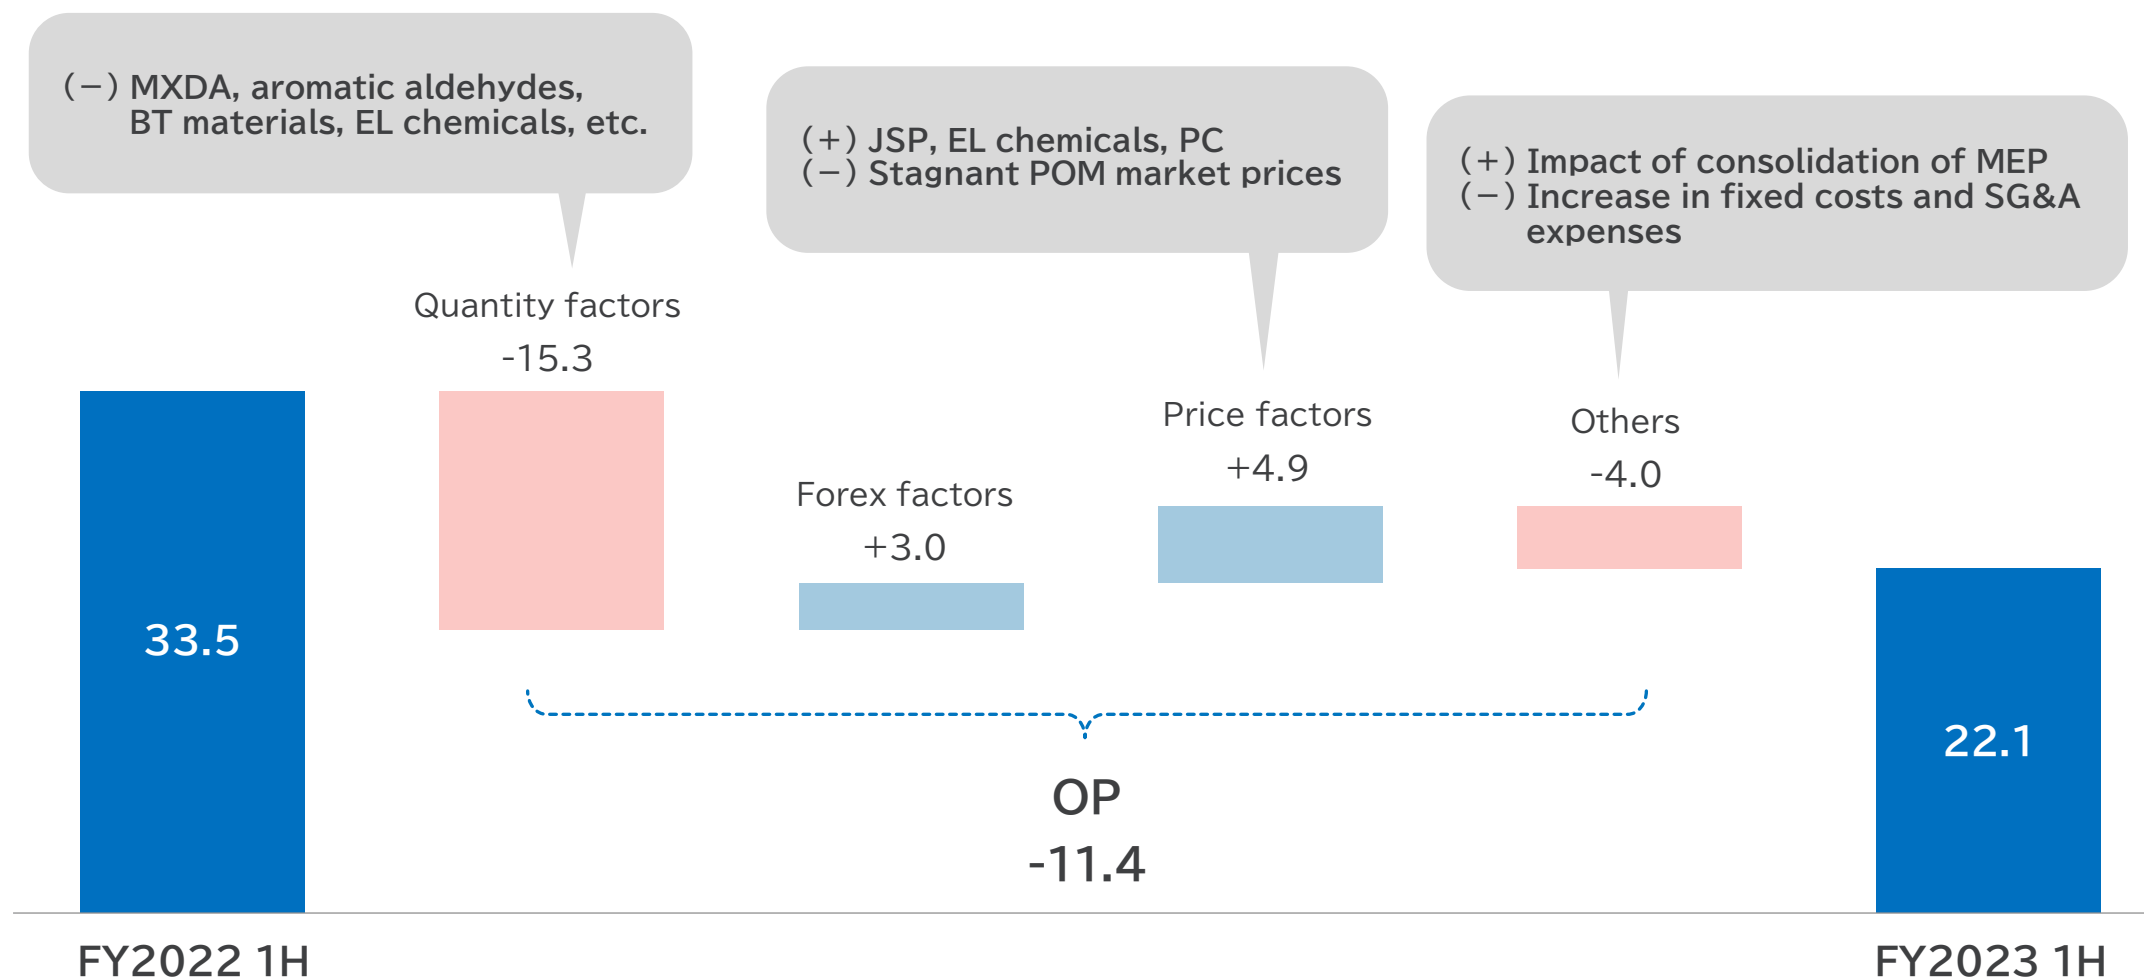 (－) MXDA, aromatic aldehydes,
BT materials, EL chemicals, etc.
(＋) JSP, EL chemicals, PC
(－) Stagnant POM market prices
(＋) Impact of consolidation of MEP
(－) Increase in fixed costs and SG&A
expenses
Quantity factors
-15.3
Forex factors
+3.0
Price factors
+4.9
Others
-4.0
33.5
22.1
OP
-11.4
FY2022 1H
FY2023 1H